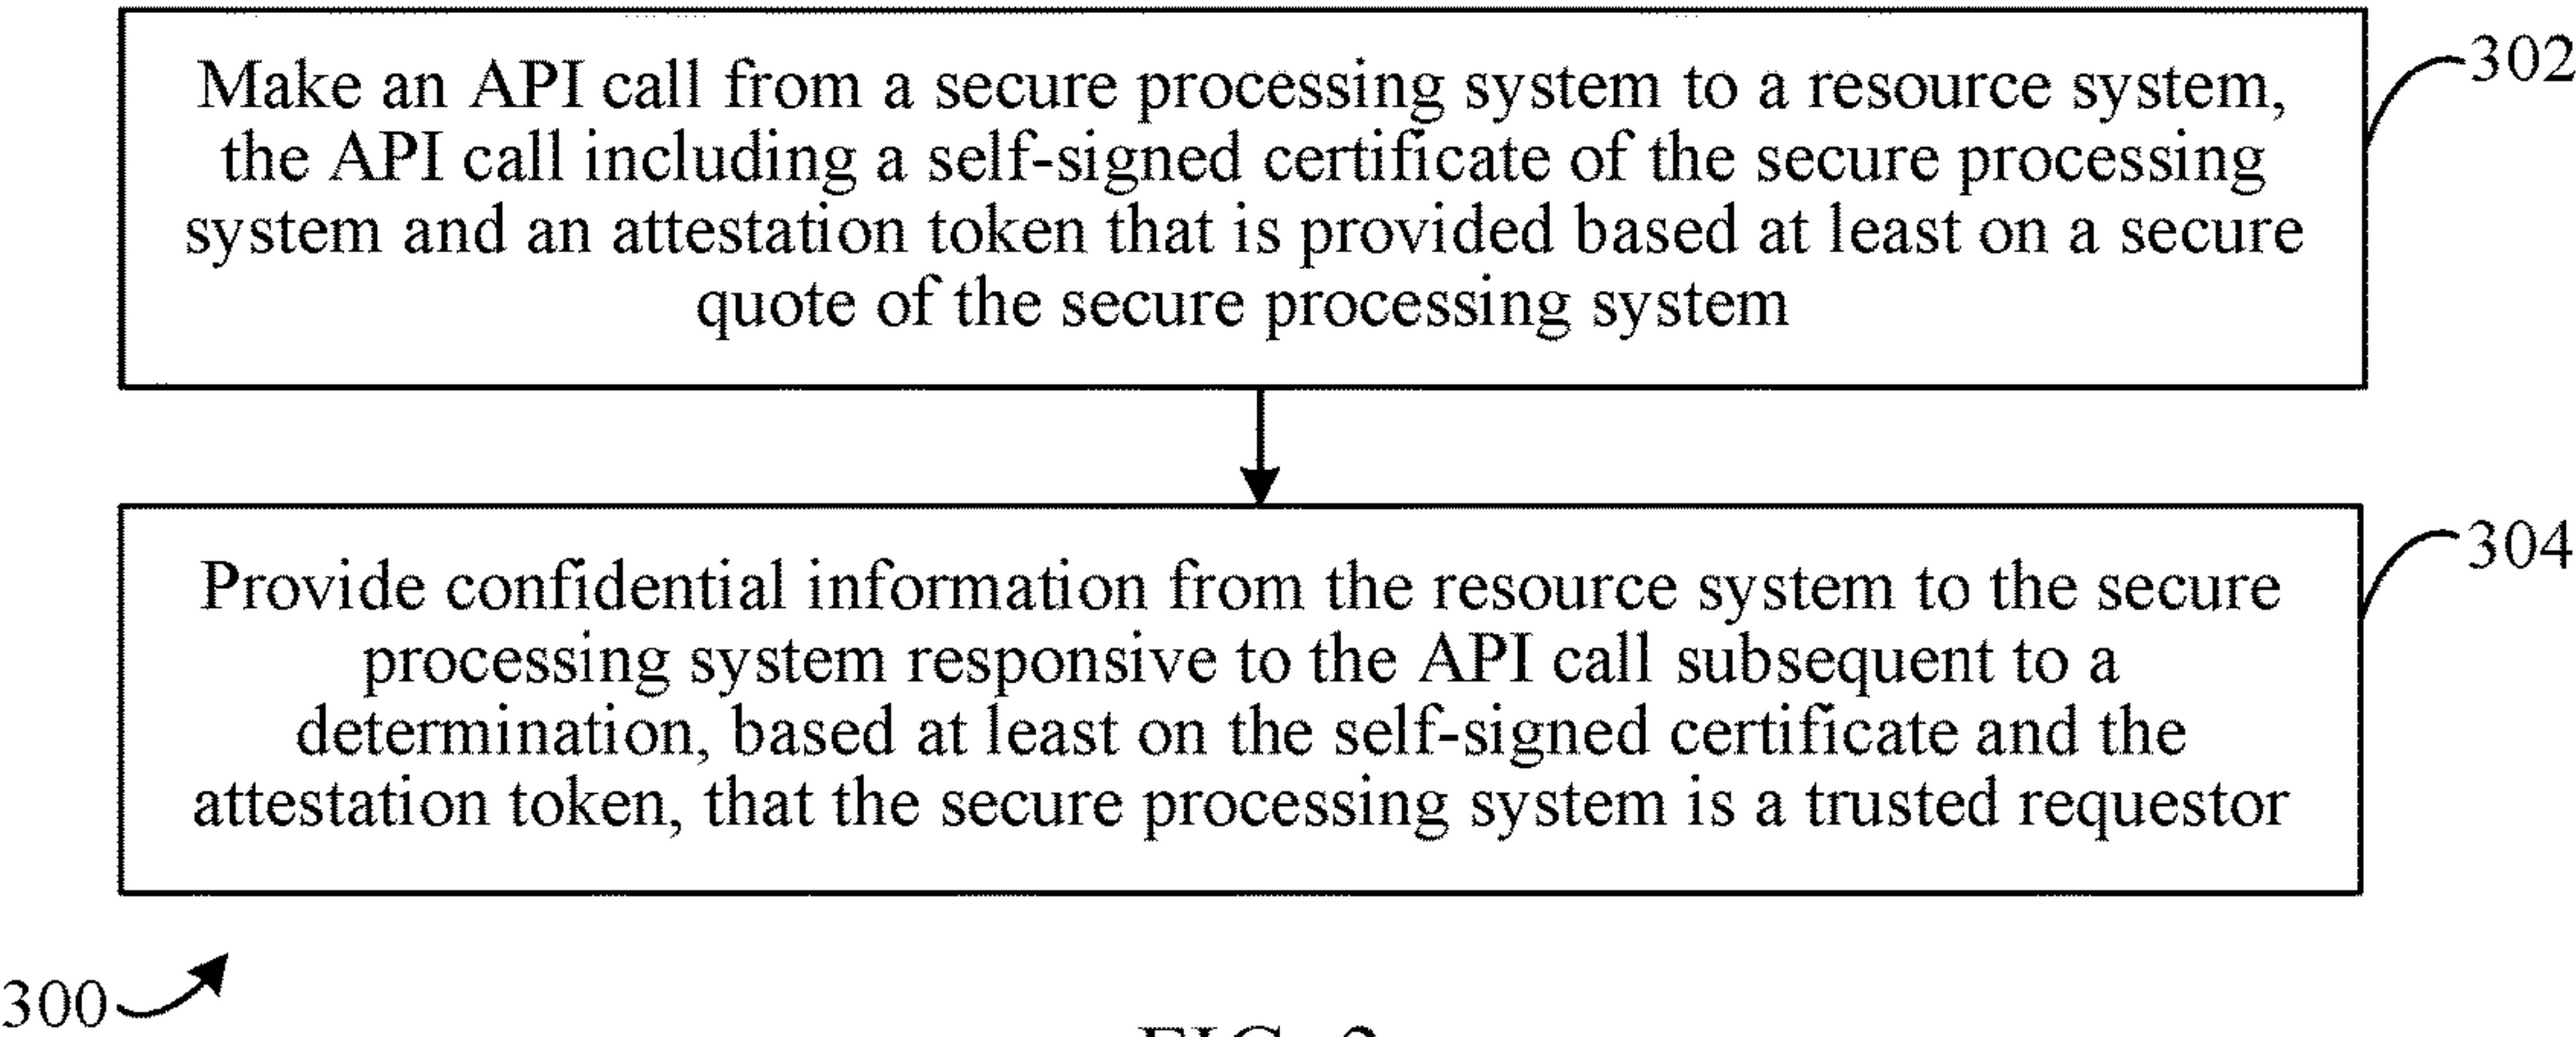 Make an API call from a secure processing system to a resource system,
the API call including a self-signed certificate of the secure processing
system and an attestation token that is provided based at least on a secure
quote of the secure processing system
302
Provide confidential information from the resource system to the secure
processing system responsive to the API call subsequent to a
determination, based at least on the self-signed certificate and the
attestation token, that the secure processing system is a trusted requestor
304
300